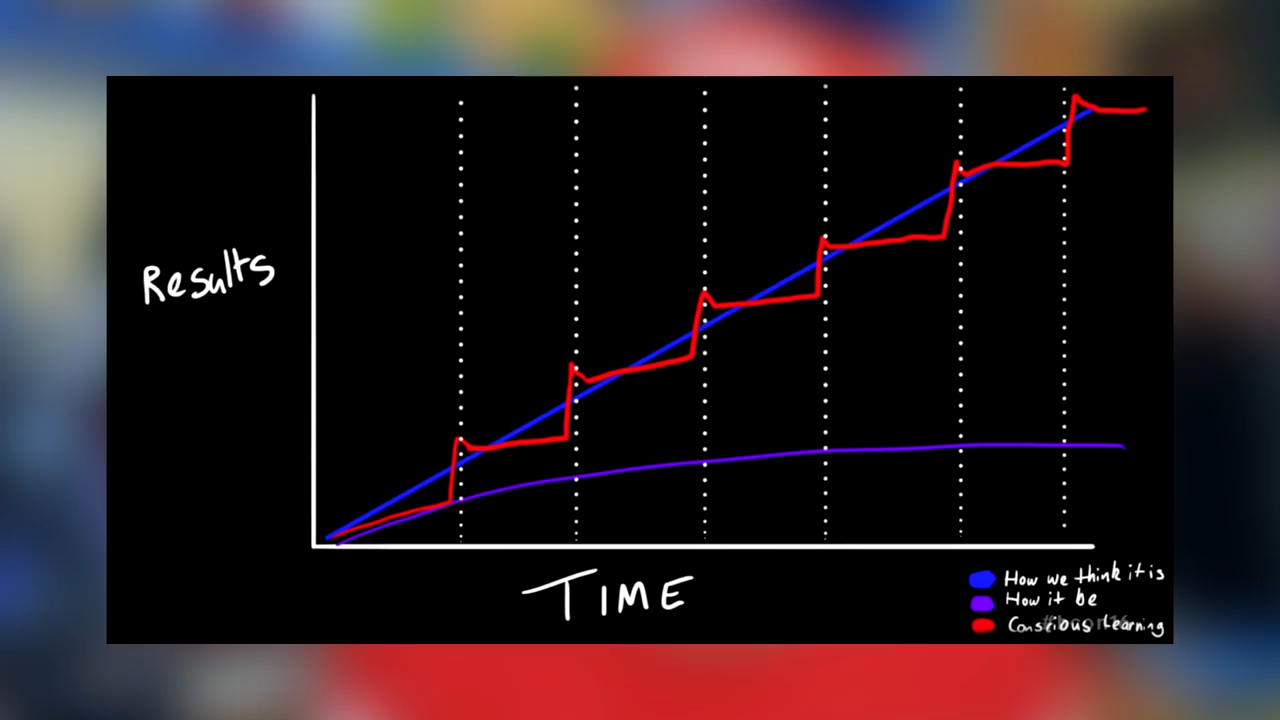 Results
TIME
How we think it is
How it be
Conscious Learning